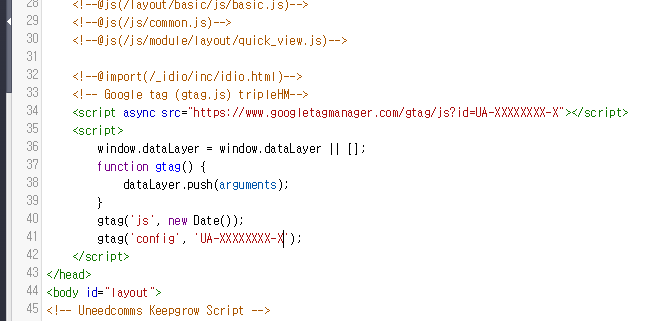 28 <!--@js(/layout/basic/js/basic.js)-->
29 <!--@js(/js/common.js)-->
30 <!--@js(/js/module/layout/quick_view.js)-->
31
32 <!--@import(/_idio/inc/idio.html)-->
33 <!-- Google tag (gtag.js) tripleHM-->
34 <script async src="https://www.googletagmanager.com/gtag/js?id=UA-XXXXXXXX-X"></script>
35 <script>
36 window.dataLayer = window.dataLayer || [];
37 function gtag() {
38 dataLayer.push(arguments);
39 }
40 gtag('js', new Date());
41 gtag('config', 'UA-XXXXXXXX-X');
42 </script>
43 </head>
44 <body id="layout">
45 <!-- Uneedcomms Keepgrow Script -->